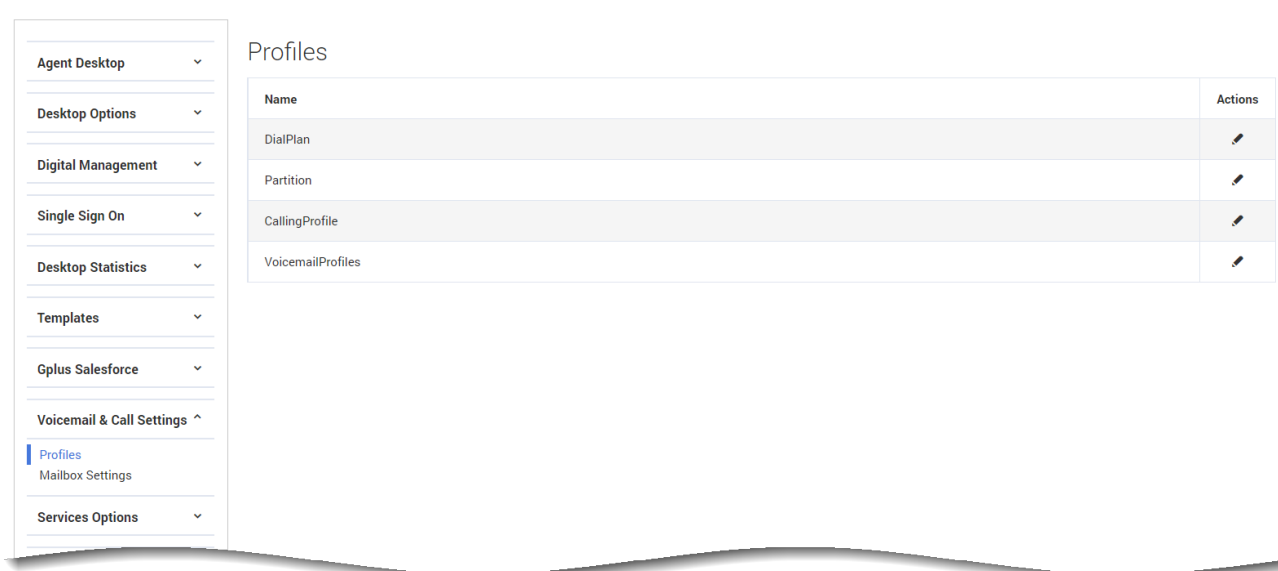 Agent Desktop
Desktop Options
Digital Management
Single Sign On
Desktop Statistics
Templates
Gplus Salesforce
Voicemail & Call Settings
Profiles
Mailbox Settings
Services Options
Profiles
Name Actions
DialPlan
Partition
CallingProfile
VoicemailProfiles